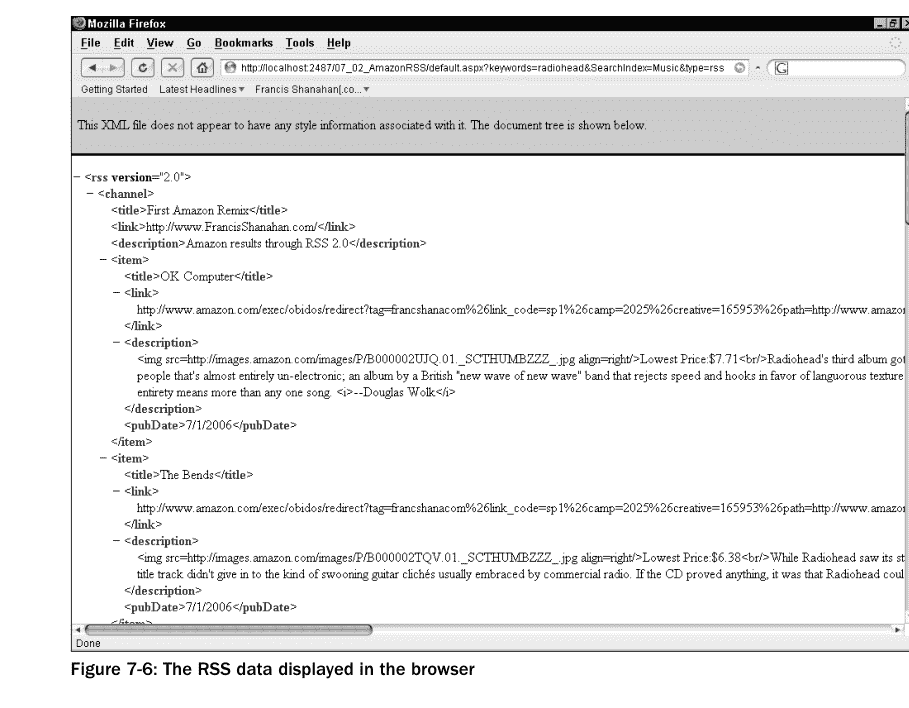 Mozilla Firefox
File Edit View Go Bookmarks Tools Help
http://localhost:2487/07_02_AmazonRSS/default.aspx?keywords=radiohead&SearchIndex=Music&type=rss
Getting Started Latest Headlines Francis Shanahan[.co...
This XML file does not appear to have any style information associated with it. The document tree is shown below.
− <rss version="2.0">
− <channel>
<title>First Amazon Remix</title>
<link>http://www.FrancisShanahan.com/</link>
<description>Amazon results through RSS 2.0</description>
− <item>
<title>OK Computer</title>
− <link>
http://www.amazon.com/exec/obidos/redirect?tag=francshanacom%26link_code=sp1%26camp=2025%26creative=165953%26path=http://www.amazo
</link>
− <description>
<img src=http://images.amazon.com/images/P/B000002UJQ.01._SCTHUMBZZZ_.jpg align=right/>Lowest Price:$7.71<br/>Radiohead's third album got
people that's almost entirely un-electronic; an album by a British "new wave of new wave" band that rejects speed and hooks in favor of languorous texture
entirety means more than any one song. <i>--Douglas Wolk</i>
</description>
<pubDate>7/1/2006</pubDate>
</item>
− <item>
<title>The Bends</title>
− <link>
http://www.amazon.com/exec/obidos/redirect?tag=francshanacom%26link_code=sp1%26camp=2025%26creative=165953%26path=http://www.amazo
</link>
− <description>
<img src=http://images.amazon.com/images/P/B000002TQV.01._SCTHUMBZZZ_.jpg align=right/>Lowest Price:$6.38<br/>While Radiohead saw its st
title track didn't give in to the kind of swooning guitar clichés usually embraced by commercial radio. If the CD proved anything, it was that Radiohead coul
</description>
<pubDate>7/1/2006</pubDate>
</item>
Done
Figure 7-6: The RSS data displayed in the browser